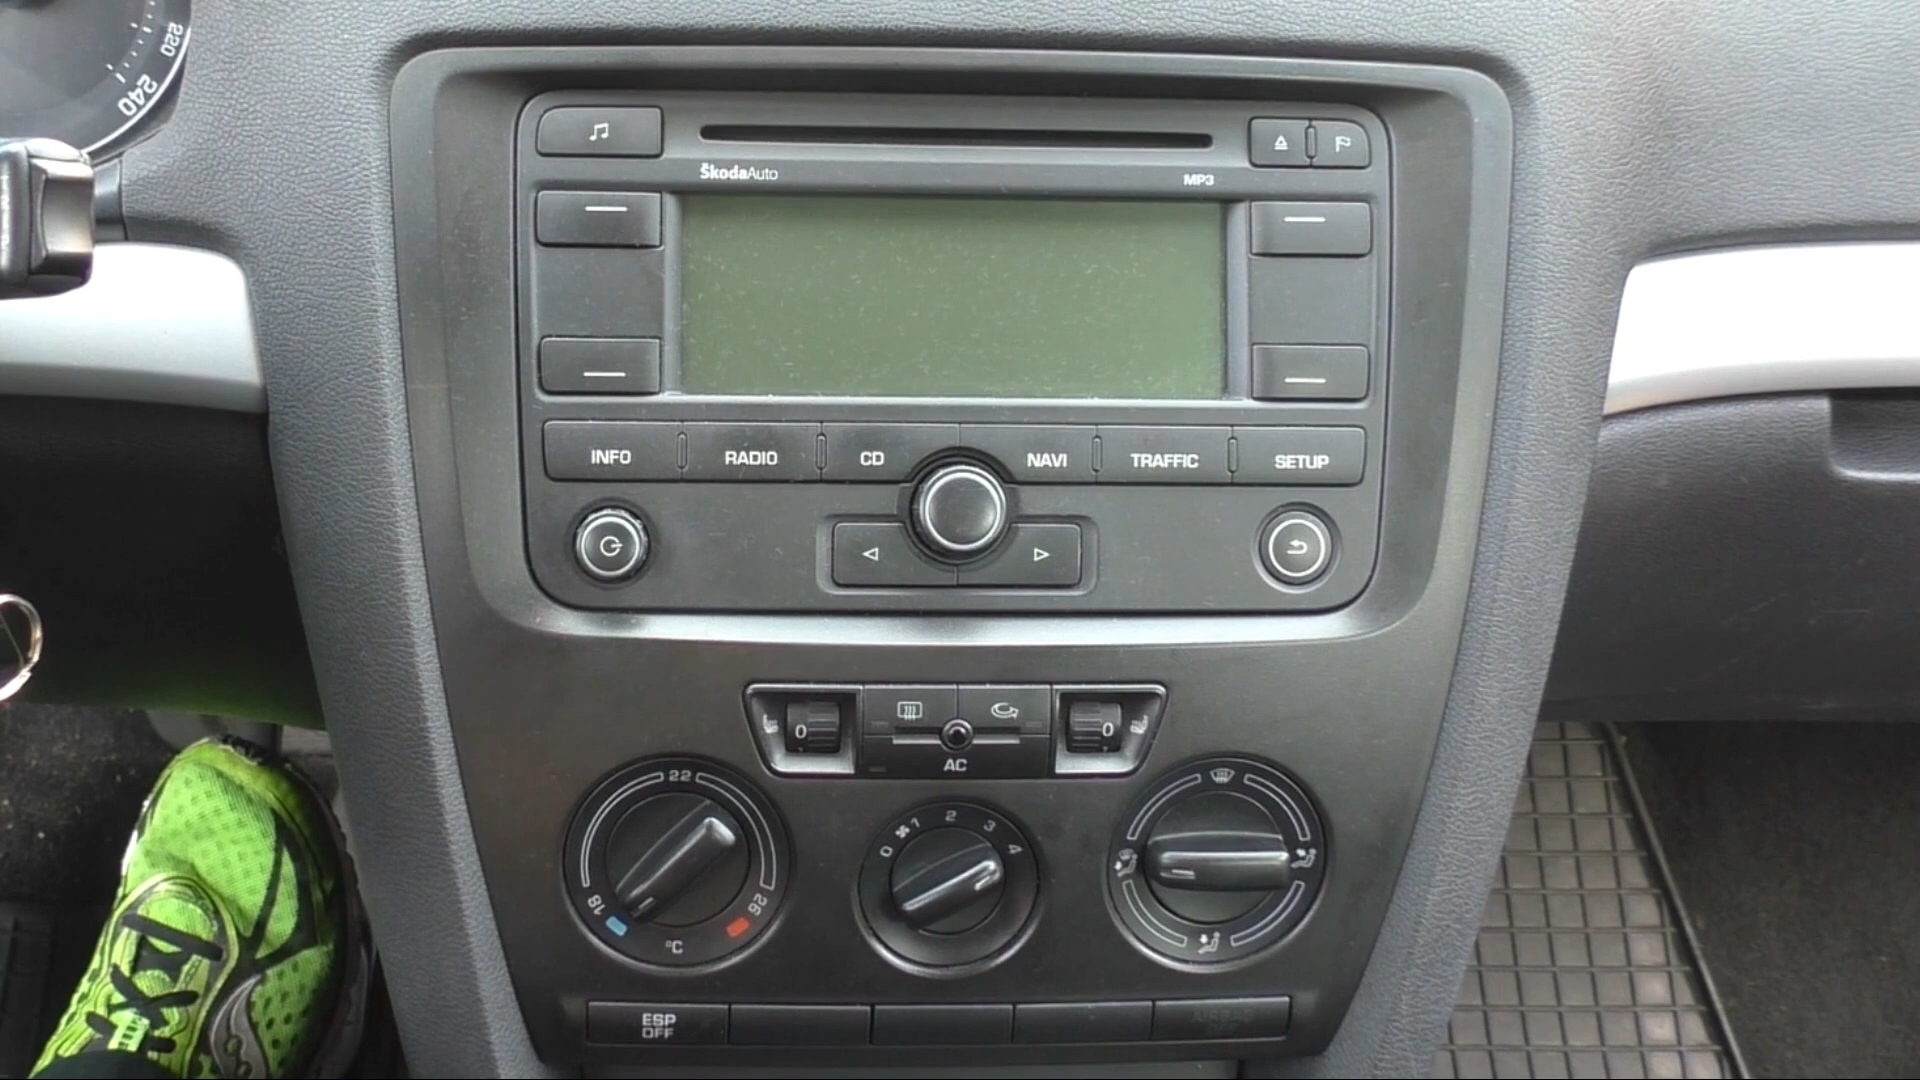 220
240
ŠkodaAuto
MP3
INFO
RADIO
CD
NAVI
TRAFFIC
SETUP
0
0
AC
22
18
26
°C
0
1
2
3
4
ESP
OFF